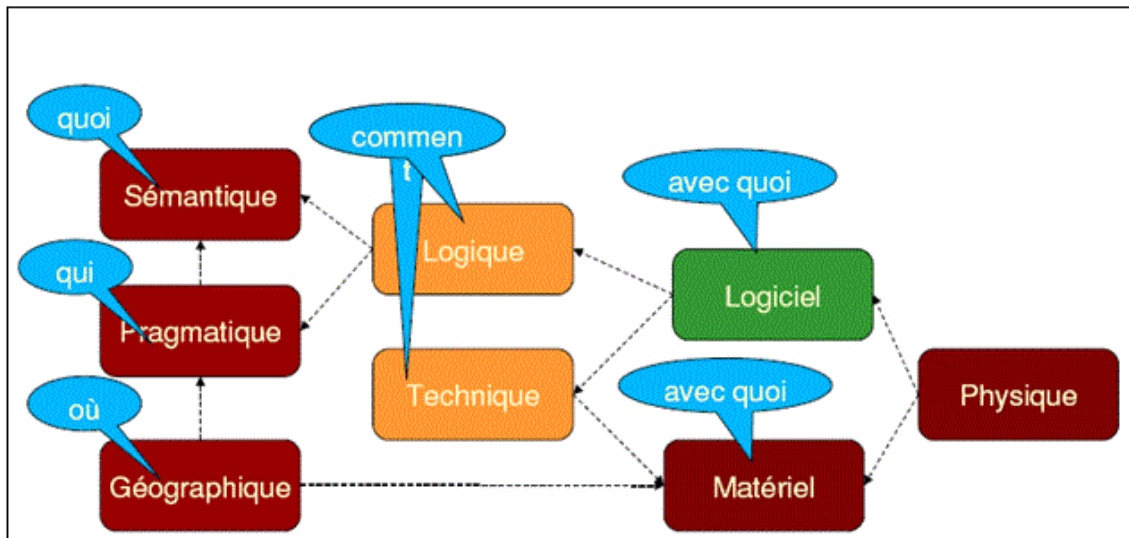 quoi
Sémantique
qui
Pragmatique
où
Géographique
commen
t
Logique
Technique
avec quoi
Logiciel
avec quoi
Matériel
Physique